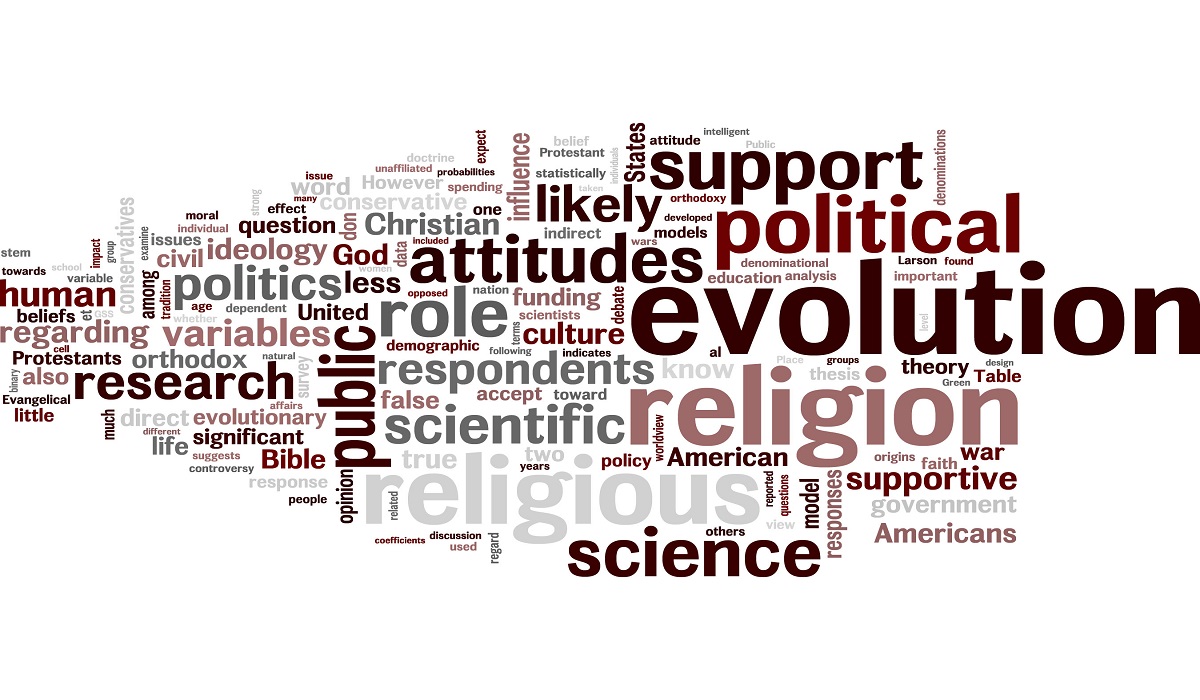 expect
influence
belief
Protestant
individuals
States
attitude
intelligent
Public
denominations
doctrine
unaffiliated
probabilities
statistically
support
issue
word
However
spending
taken
strong
many
conservative
likely
orthodoxy
political
conservatives
moral
effect
one
individual
question
don
Christian
indirect
developed
models
examine
issues
ideology
God
data
included
attitudes
wars
denominational
Larson
found
stem
impact
group
civil
women
education
analysis
important
towards
school
variable
among
tradition
politics
less
opposed
nation
funding
debate
evolution
human
GSS
age
dependent
United
role
scientists
beliefs
et
whether
terms
culture
level
regarding
variables
public
demographic
following
cell
Protestants
orthodox
natural
survey
indicates
al
Place
groups
theory
design
binary
also
research
respondents
know
thesis
Green
Table
Evangelical
affairs
false
accept
toward
religion
little
much
direct
evolutionary
scientific
worldview
different
life
significant
suggests
Bible
true
two
years
policy
American
origins
faith
war
controversy
response
opinion
religious
reported
questions
model
responses
supportive
people
related
view
government
coefficients
discussion
used
regard
science
others
Americans